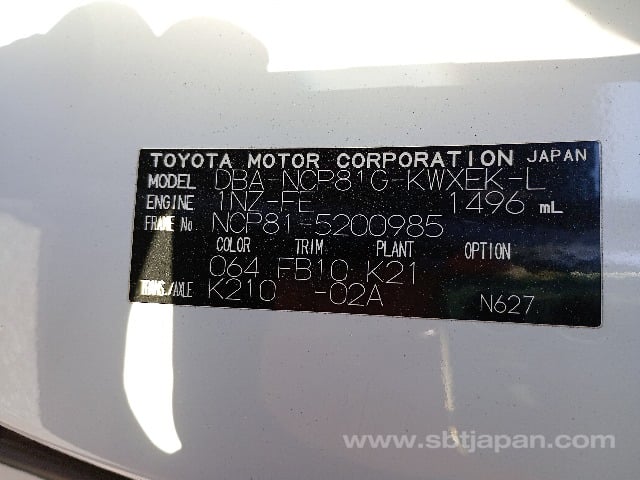 TOYOTA MOTOR CORPORATION JAPAN
MODEL DBA-NCP81G-KWXEK-L
ENGINE 1NZ-FE 1496 mL
FRAME No. NCP81-5200985
COLOR TRIM PLANT OPTION
064 FB10 K21
TRANS./AXLE K210 -02A N627
www.sbtjapan.com